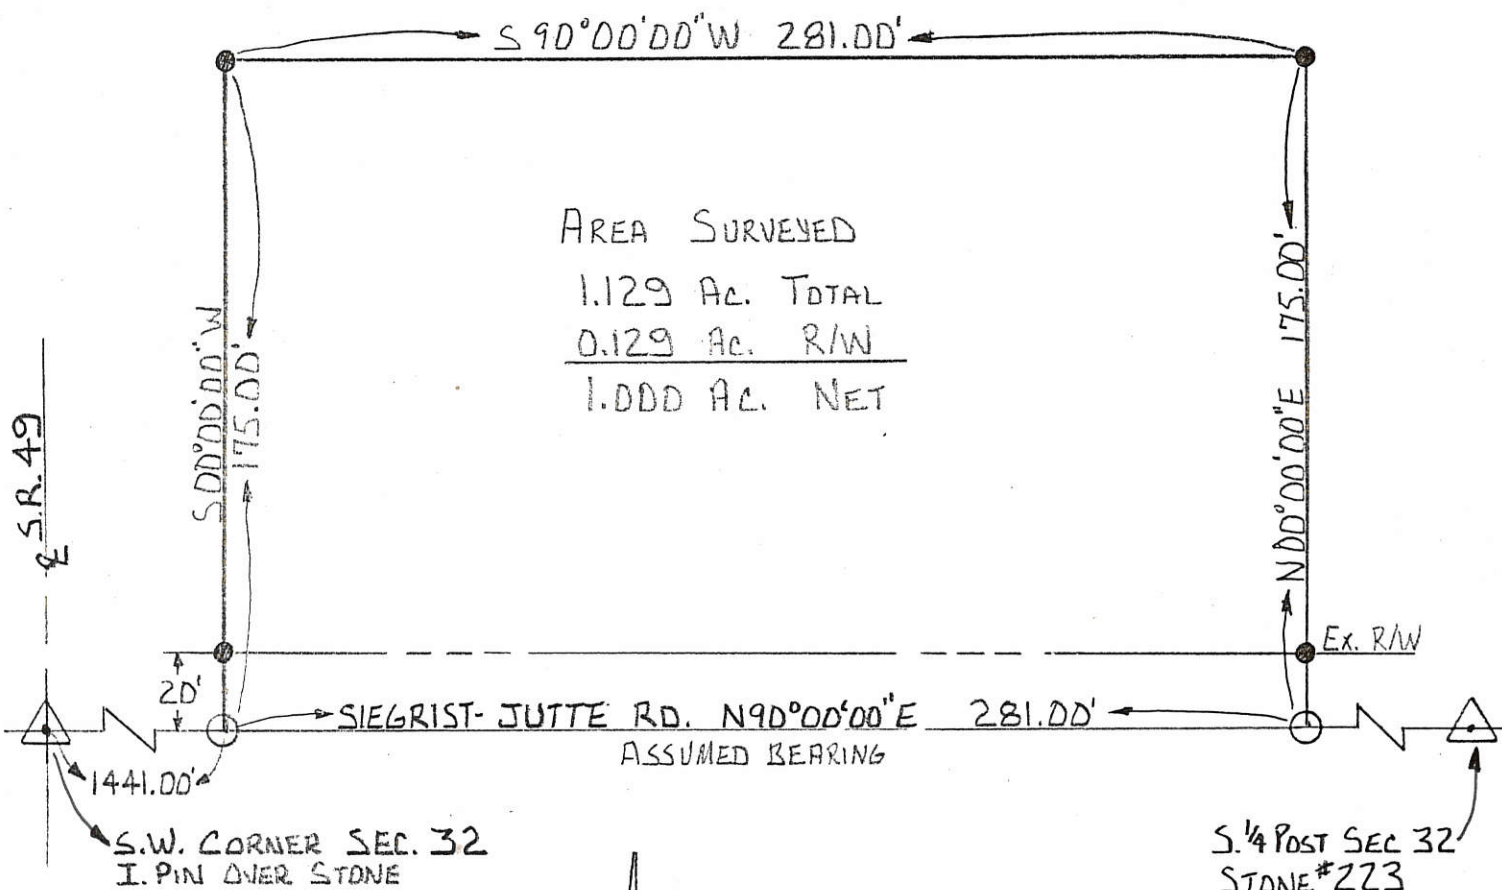 S 90°00'00"W 281.00'
AREA SURVEYED
1.129 Ac. TOTAL
0.129 Ac. R/W
1.000 Ac. NET
S00°00'00"W
175.00'
N00°00'00"E 175.00'
℄ S.R. 49
Ex. R/W
20'
SIEGRIST-JUTTE RD. N90°00'00"E 281.00'
ASSUMED BEARING
1441.00'
S.W. CORNER SEC. 32
I. PIN OVER STONE
S. 1/4 POST SEC 32
STONE #223